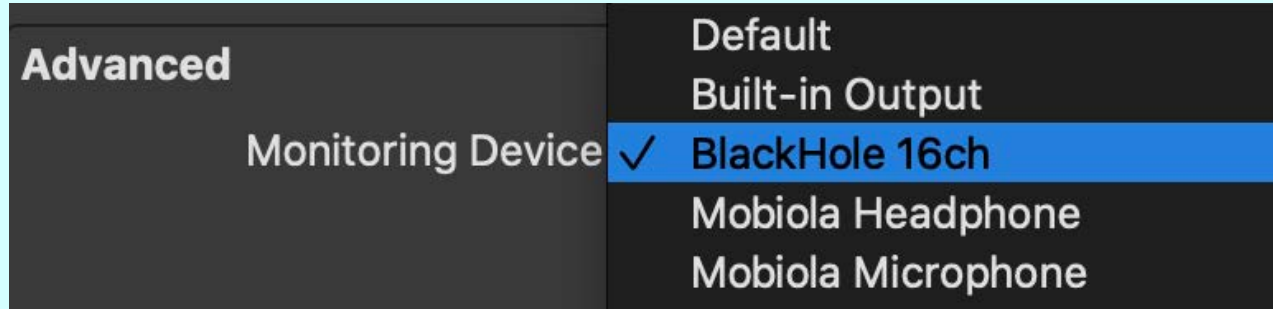 Advanced
Monitoring Device
Default
Built-in Output
✓ BlackHole 16ch
Mobiola Headphone
Mobiola Microphone